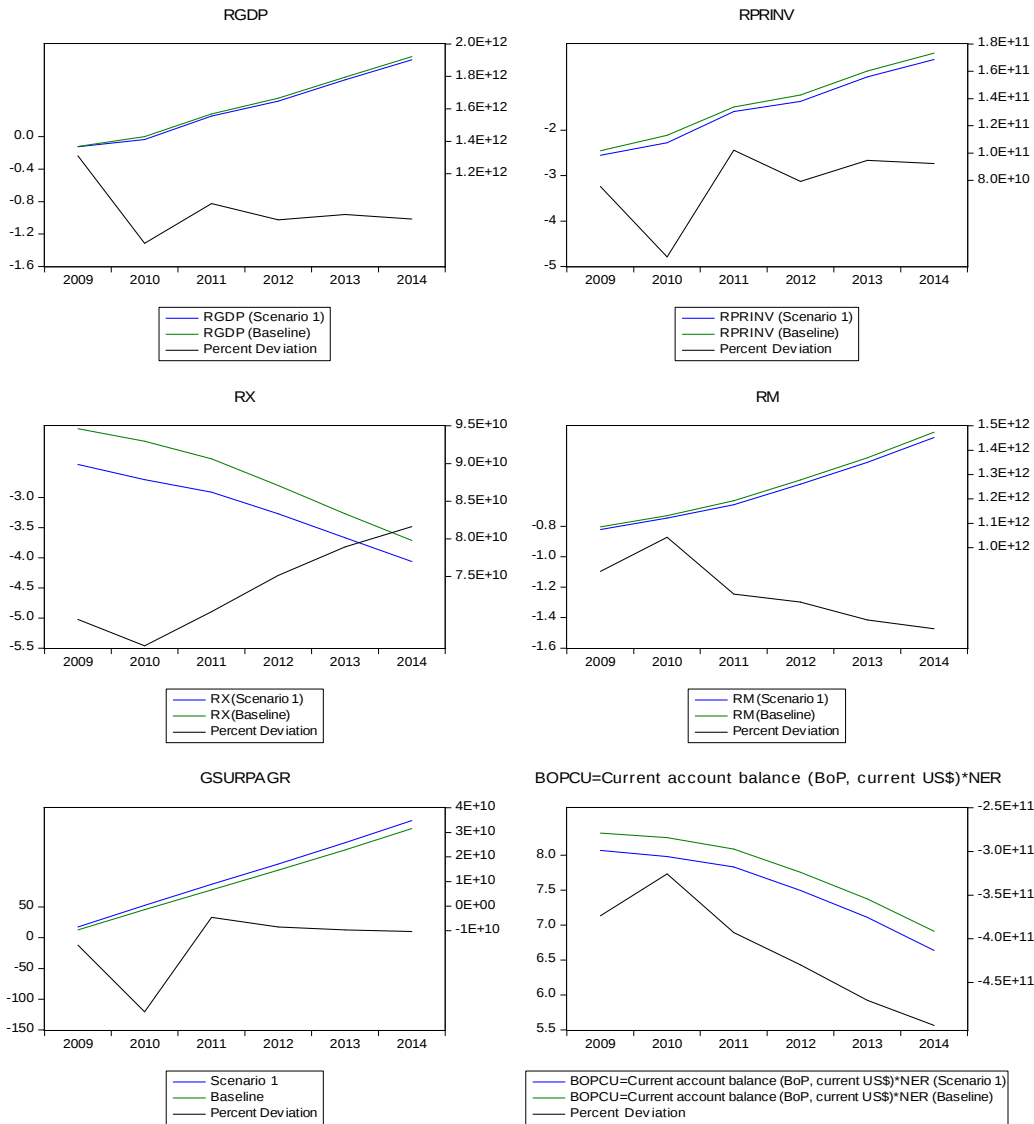 RGDP
2.0E+12
1.8E+12
1.6E+12
1.4E+12
1.2E+12
0.0
-0.4
-0.8
-1.2
-1.6
2009 2010 2011 2012 2013 2014
RGDP (Scenario 1)
RGDP (Baseline)
Percent Deviation
RPRINV
1.8E+11
1.6E+11
1.4E+11
1.2E+11
1.0E+11
8.0E+10
-2
-3
-4
-5
2009 2010 2011 2012 2013 2014
RPRINV (Scenario 1)
RPRINV (Baseline)
Percent Deviation
RX
9.5E+10
9.0E+10
8.5E+10
8.0E+10
7.5E+10
-3.0
-3.5
-4.0
-4.5
-5.0
-5.5
2009 2010 2011 2012 2013 2014
RX (Scenario 1)
RX (Baseline)
Percent Deviation
RM
1.5E+12
1.4E+12
1.3E+12
1.2E+12
1.1E+12
1.0E+12
-0.8
-1.0
-1.2
-1.4
-1.6
2009 2010 2011 2012 2013 2014
RM (Scenario 1)
RM (Baseline)
Percent Deviation
GSURPAGR
4E+10
3E+10
2E+10
1E+10
0E+00
-1E+10
50
0
-50
-100
-150
2009 2010 2011 2012 2013 2014
Scenario 1
Baseline
Percent Deviation
BOPCU=Current account balance (BoP, current US$)*NER
-2.5E+11
-3.0E+11
-3.5E+11
-4.0E+11
-4.5E+11
8.0
7.5
7.0
6.5
6.0
5.5
2009 2010 2011 2012 2013 2014
BOPCU=Current account balance (BoP, current US$)*NER (Scenario 1)
BOPCU=Current account balance (BoP, current US$)*NER (Baseline)
Percent Deviation